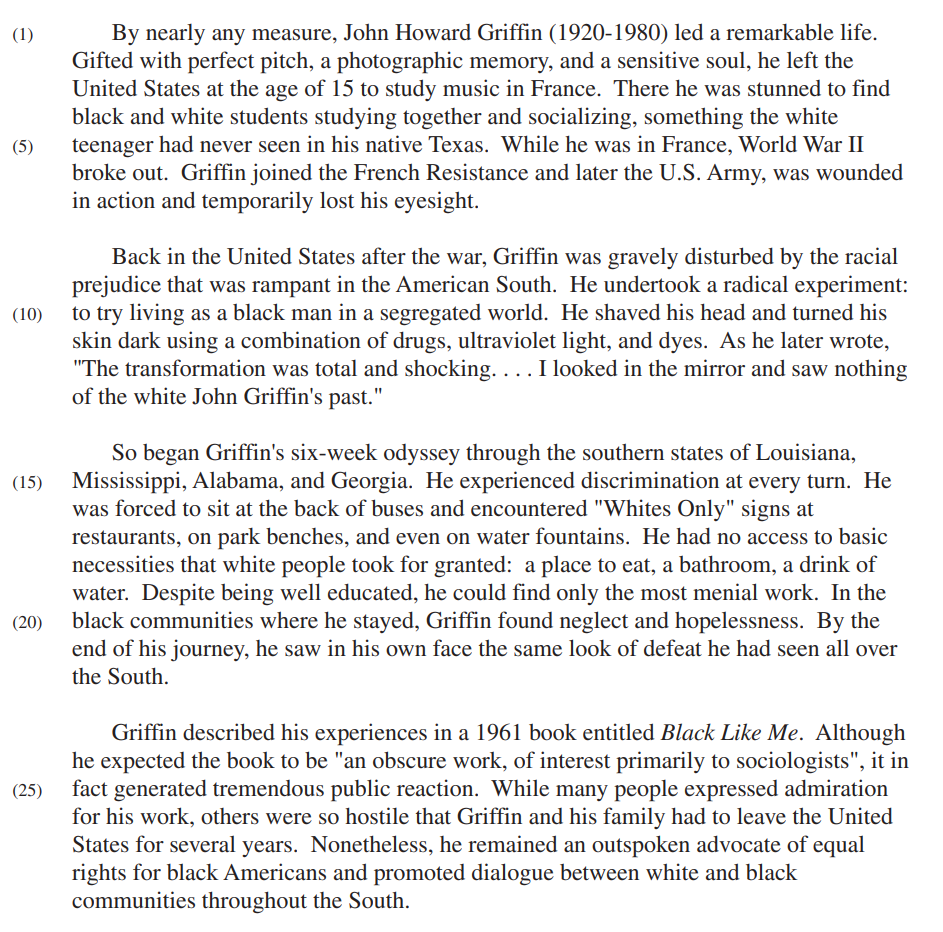 (1) By nearly any measure, John Howard Griffin (1920-1980) led a remarkable life.
Gifted with perfect pitch, a photographic memory, and a sensitive soul, he left the
United States at the age of 15 to study music in France. There he was stunned to find
black and white students studying together and socializing, something the white
(5) teenager had never seen in his native Texas. While he was in France, World War II
broke out. Griffin joined the French Resistance and later the U.S. Army, was wounded
in action and temporarily lost his eyesight.
Back in the United States after the war, Griffin was gravely disturbed by the racial
prejudice that was rampant in the American South. He undertook a radical experiment:
(10) to try living as a black man in a segregated world. He shaved his head and turned his
skin dark using a combination of drugs, ultraviolet light, and dyes. As he later wrote,
"The transformation was total and shocking. . . . I looked in the mirror and saw nothing
of the white John Griffin's past."
So began Griffin's six-week odyssey through the southern states of Louisiana,
(15) Mississippi, Alabama, and Georgia. He experienced discrimination at every turn. He
was forced to sit at the back of buses and encountered "Whites Only" signs at
restaurants, on park benches, and even on water fountains. He had no access to basic
necessities that white people took for granted: a place to eat, a bathroom, a drink of
water. Despite being well educated, he could find only the most menial work. In the
(20) black communities where he stayed, Griffin found neglect and hopelessness. By the
end of his journey, he saw in his own face the same look of defeat he had seen all over
the South.
Griffin described his experiences in a 1961 book entitled Black Like Me. Although
he expected the book to be "an obscure work, of interest primarily to sociologists", it in
(25) fact generated tremendous public reaction. While many people expressed admiration
for his work, others were so hostile that Griffin and his family had to leave the United
States for several years. Nonetheless, he remained an outspoken advocate of equal
rights for black Americans and promoted dialogue between white and black
communities throughout the South.